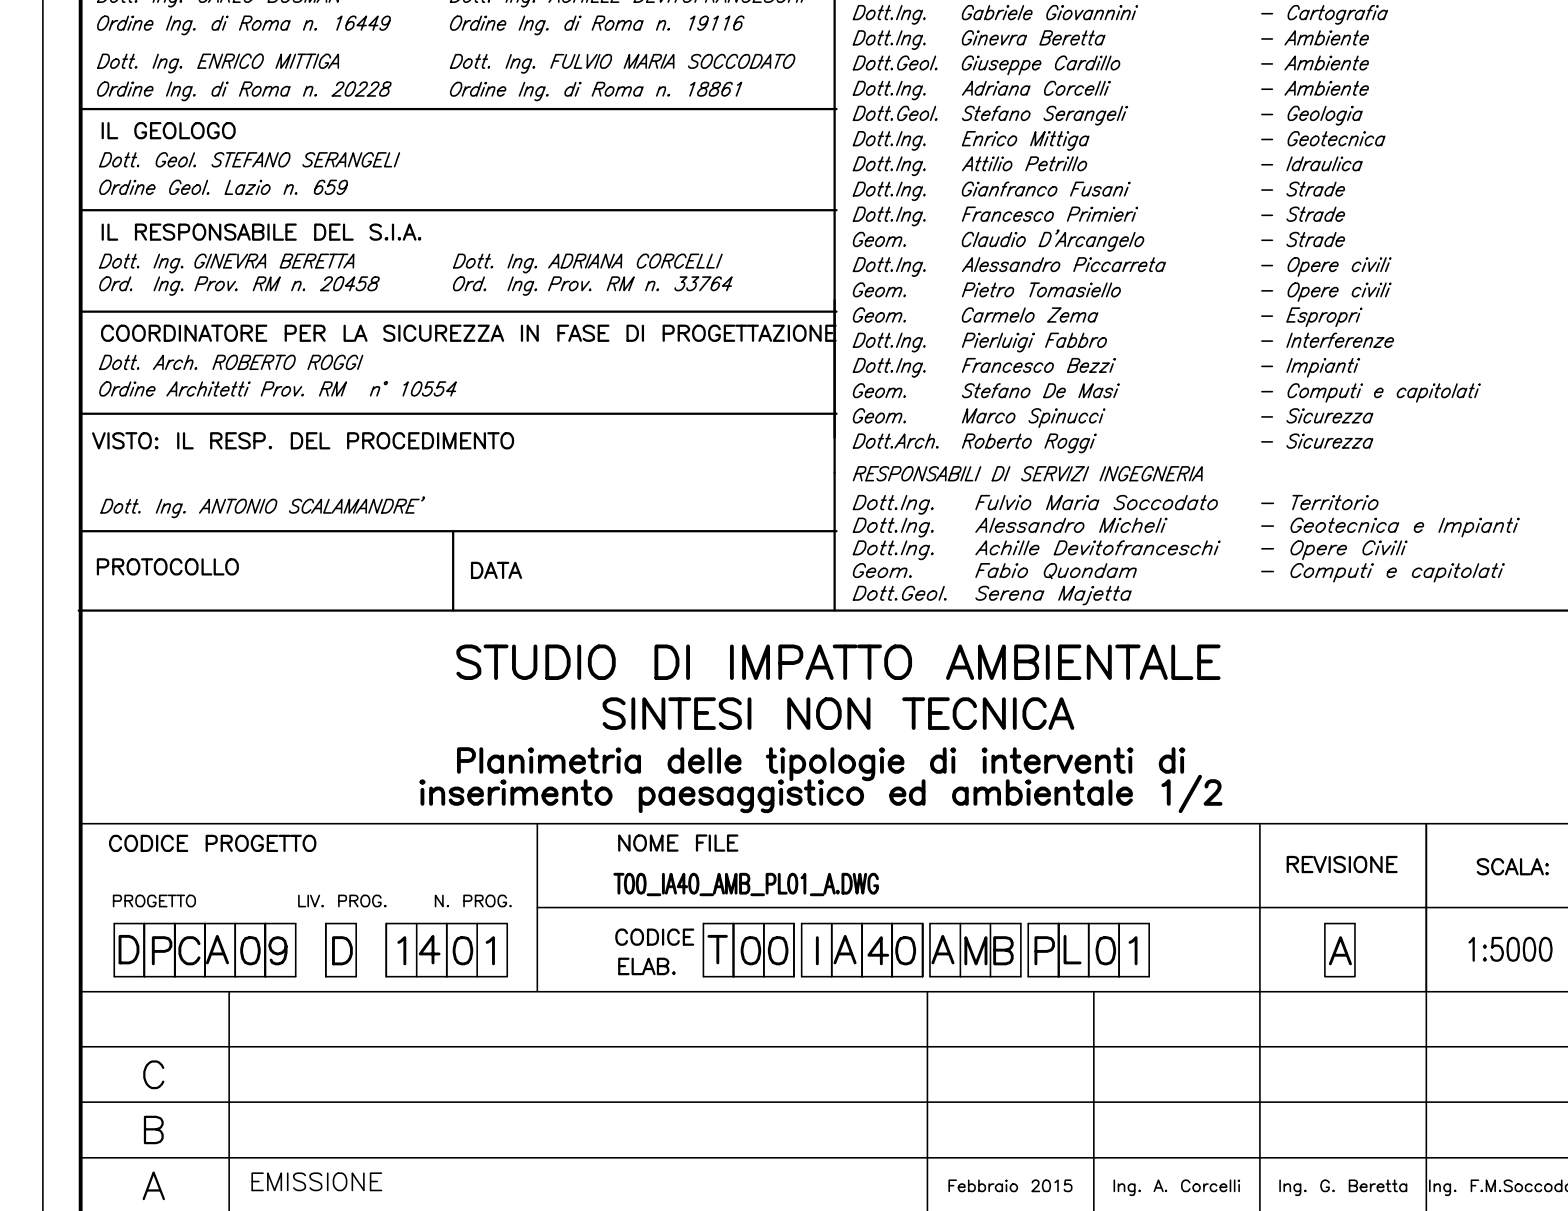 Ordine Ing. di Roma n. 16449
Ordine Ing. di Roma n. 19116
Dott. Ing. ENRICO MITTIGA
Dott. Ing. FULVIO MARIA SOCCODATO
Ordine Ing. di Roma n. 20228
Ordine Ing. di Roma n. 18861
IL GEOLOGO
Dott. Geol. STEFANO SERANGELI
Ordine Geol. Lazio n. 659
IL RESPONSABILE DEL S.I.A.
Dott. Ing. GINEVRA BERETTA
Dott. Ing. ADRIANA CORCELLI
Ord. Ing. Prov. RM n. 20458
Ord. Ing. Prov. RM n. 33764
COORDINATORE PER LA SICUREZZA IN FASE DI PROGETTAZIONE
Dott. Arch. ROBERTO ROGGI
Ordine Architetti Prov. RM n° 10554
VISTO: IL RESP. DEL PROCEDIMENTO
Dott. Ing. ANTONIO SCALAMANDRE'
PROTOCOLLO
DATA
Dott.Ing. Gabriele Giovannini – Cartografia
Dott.Ing. Ginevra Beretta – Ambiente
Dott.Geol. Giuseppe Cardillo – Ambiente
Dott.Ing. Adriana Corcelli – Ambiente
Dott.Geol. Stefano Serangeli – Geologia
Dott.Ing. Enrico Mittiga – Geotecnica
Dott.Ing. Attilio Petrillo – Idraulica
Dott.Ing. Gianfranco Fusani – Strade
Dott.Ing. Francesco Primieri – Strade
Geom. Claudio D'Arcangelo – Strade
Dott.Ing. Alessandro Piccarreta – Opere civili
Geom. Pietro Tomasiello – Opere civili
Geom. Carmelo Zema – Espropri
Dott.Ing. Pierluigi Fabbro – Interferenze
Dott.Ing. Francesco Bezzi – Impianti
Geom. Stefano De Masi – Computi e capitolati
Geom. Marco Spinucci – Sicurezza
Dott.Arch. Roberto Roggi – Sicurezza
RESPONSABILI DI SERVIZI INGEGNERIA
Dott.Ing. Fulvio Maria Soccodato – Territorio
Dott.Ing. Alessandro Micheli – Geotecnica e Impianti
Dott.Ing. Achille Devitofranceschi – Opere Civili
Geom. Fabio Quondam – Computi e capitolati
Dott.Geol. Serena Majetta
STUDIO DI IMPATTO AMBIENTALE
SINTESI NON TECNICA
Planimetria delle tipologie di interventi di
inserimento paesaggistico ed ambientale 1/2
CODICE PROGETTO
PROGETTO LIV. PROG. N. PROG.
DPCA09 D 1401
NOME FILE
T00_IA40_AMB_PL01_A.DWG
CODICE
ELAB.
T00 IA40 AMB PL01
REVISIONE
A
SCALA:
1:5000
C
B
A EMISSIONE Febbraio 2015 Ing. A. Corcelli Ing. G. Beretta Ing.